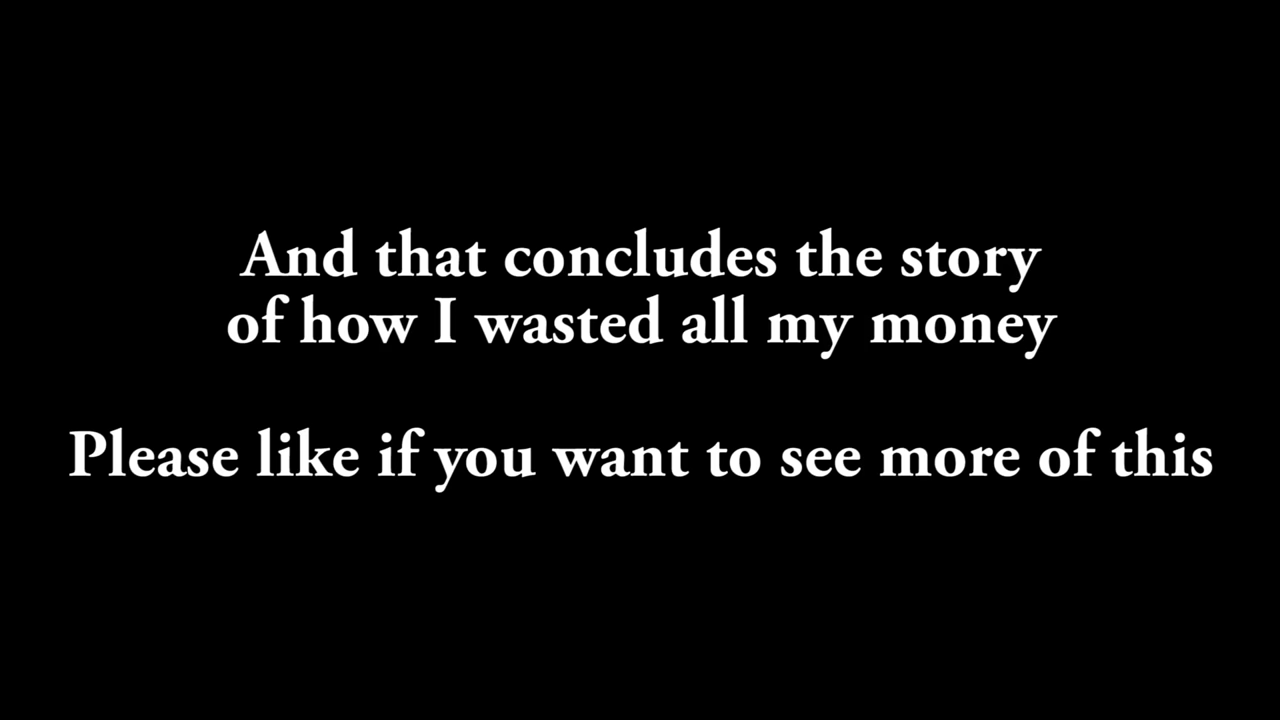 And that concludes the story
of how I wasted all my money
Please like if you want to see more of this